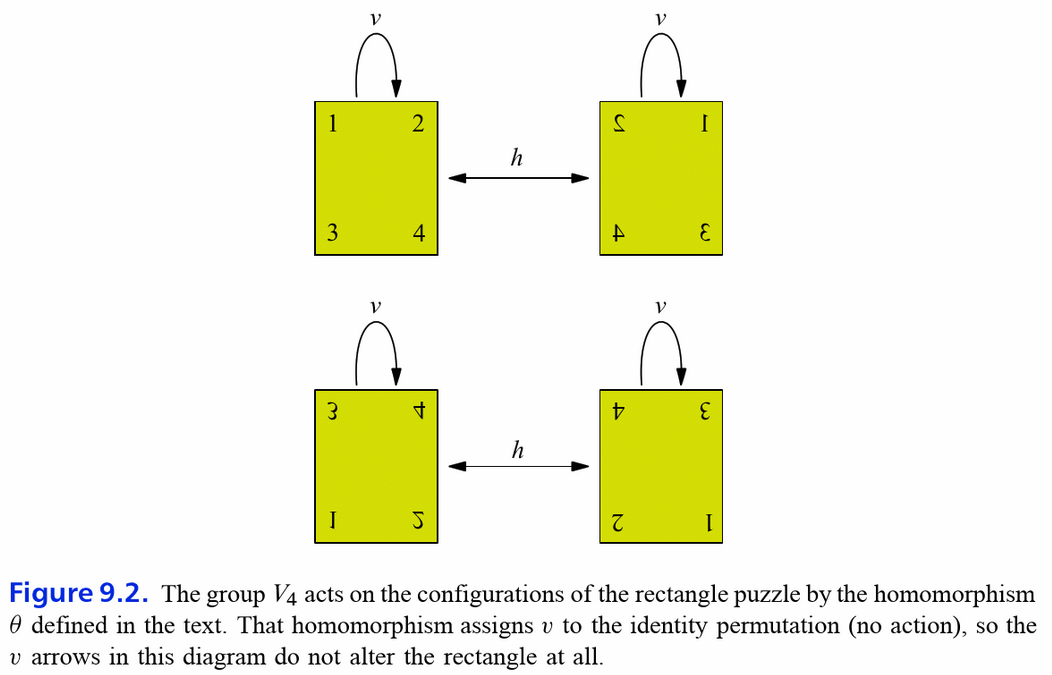 v v
1 2 2 1
h
3 4 4 3
v v
3 4 4 3
h
1 2 2 1
Figure 9.2. The group V₄ acts on the configurations of the rectangle puzzle by the homomorphism
θ defined in the text. That homomorphism assigns v to the identity permutation (no action), so the
v arrows in this diagram do not alter the rectangle at all.